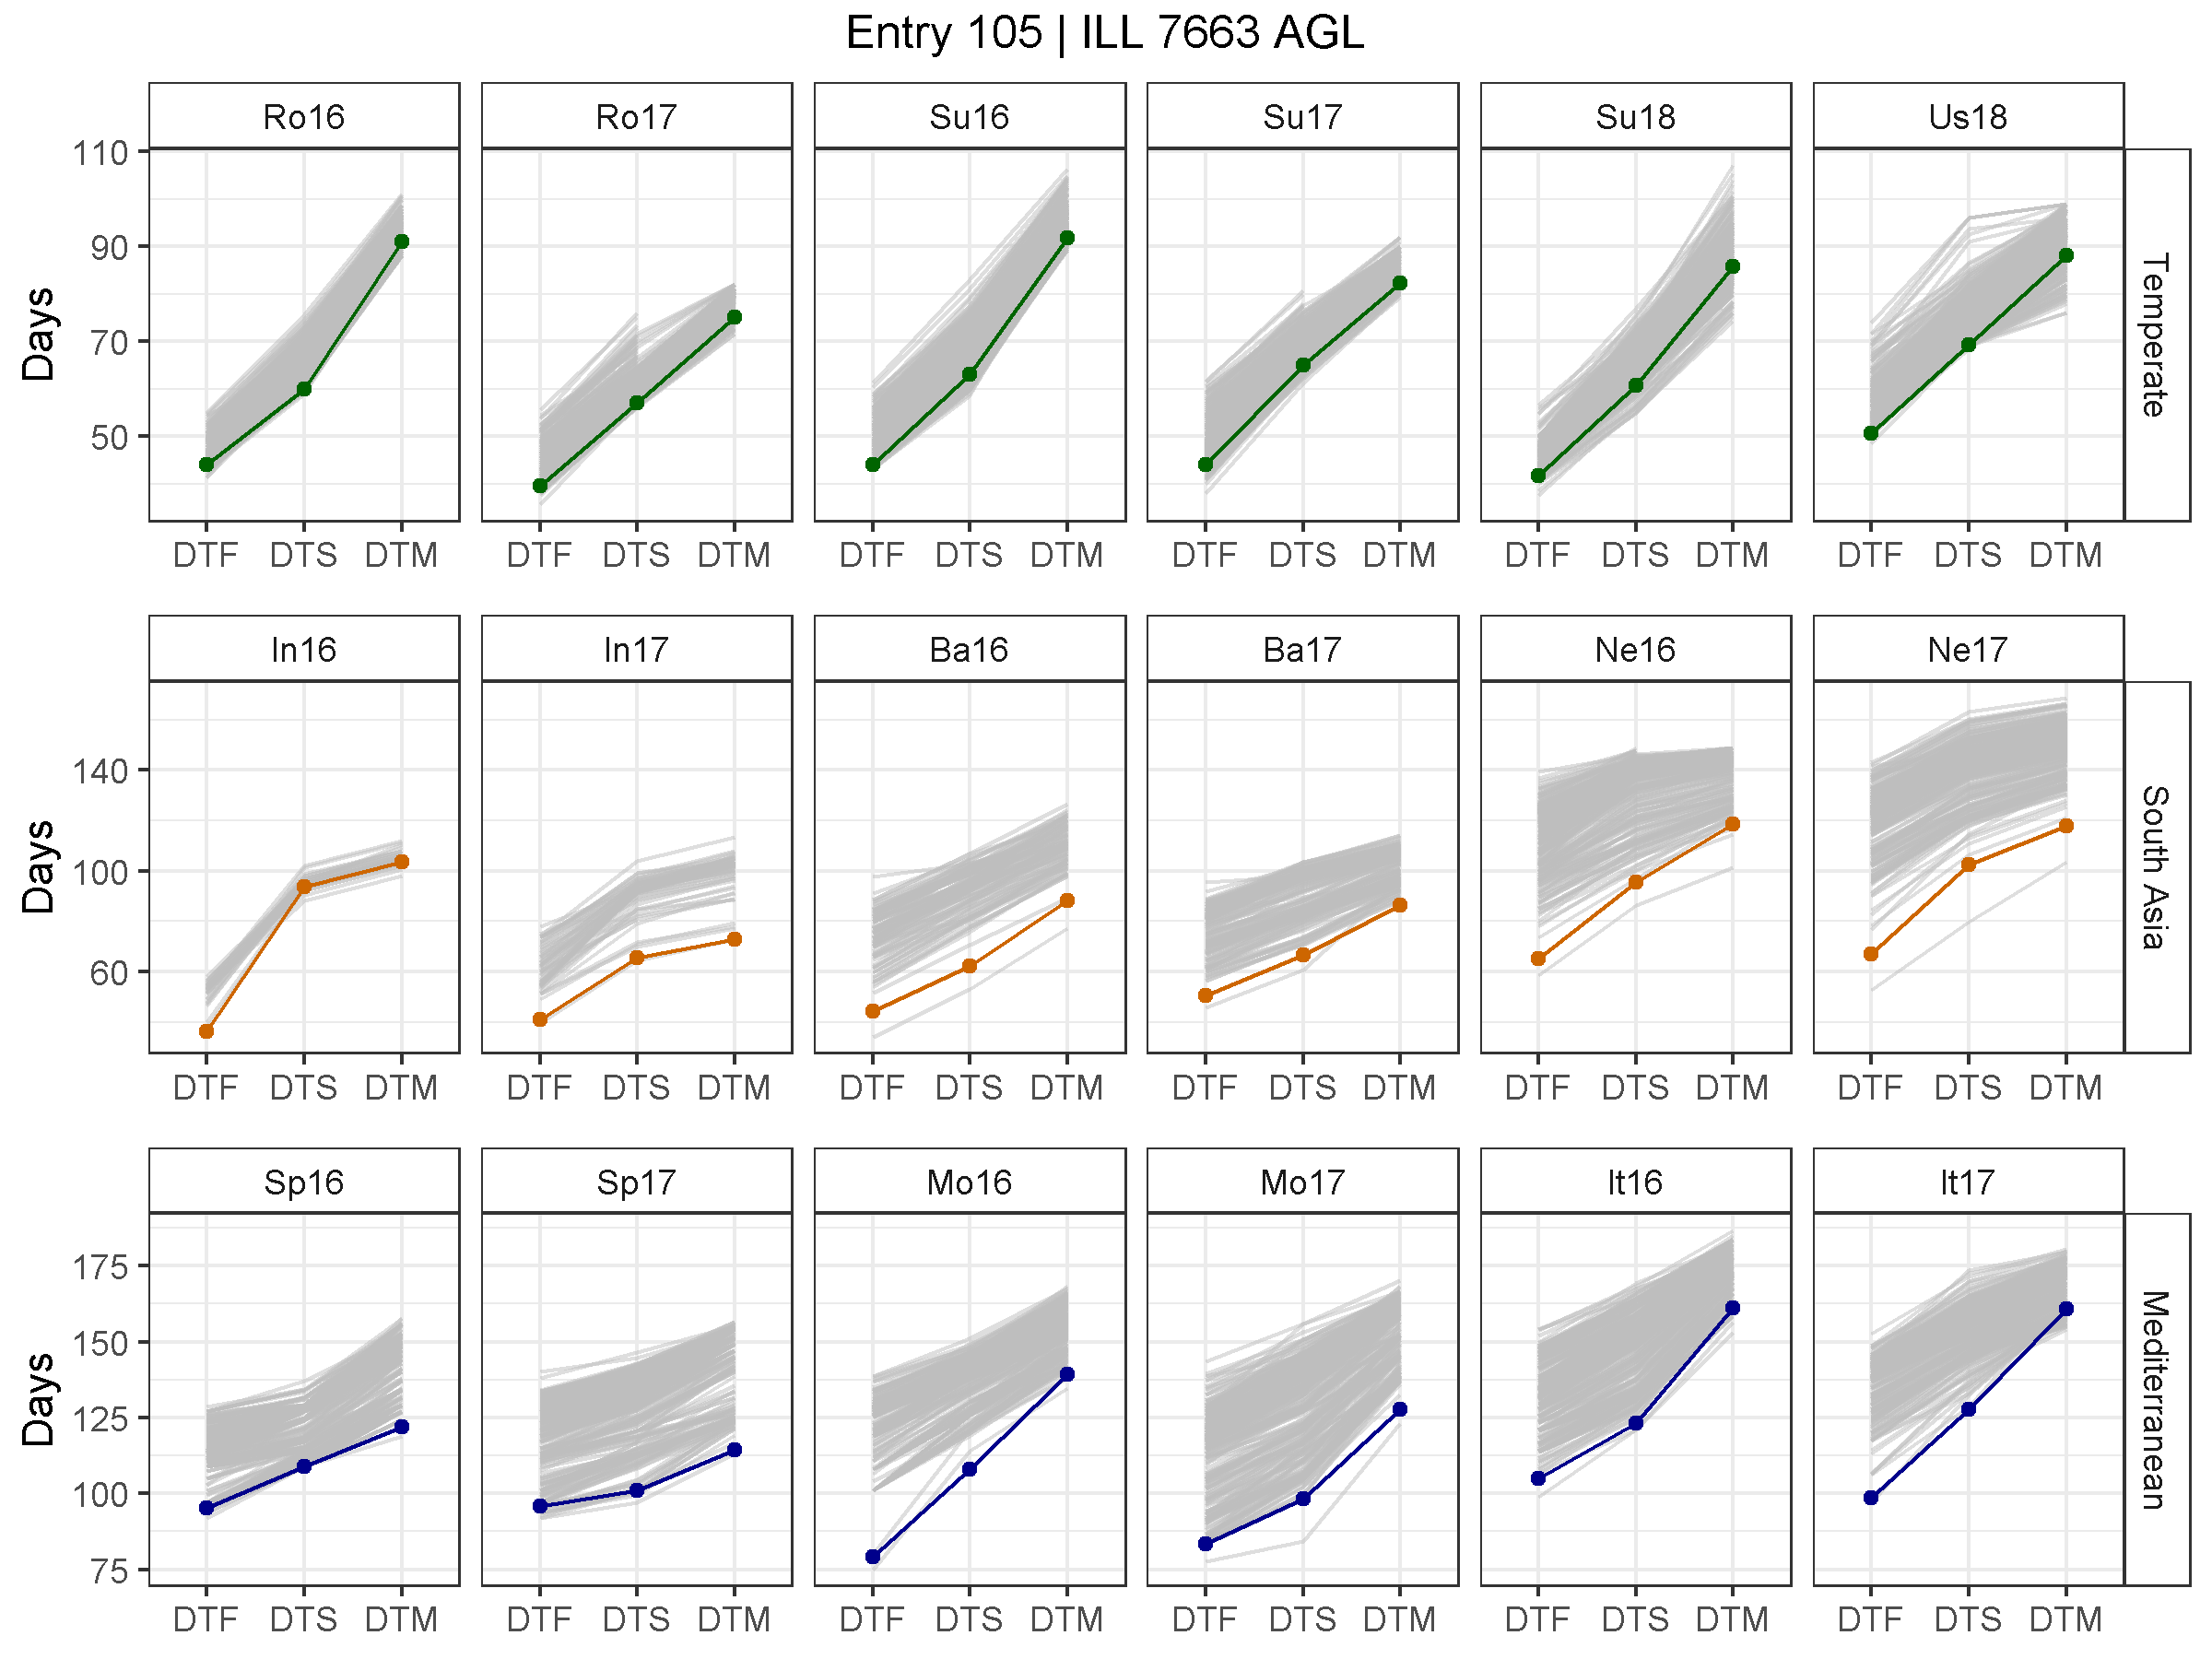 Entry 105 | ILL 7663 AGL
Ro16 Ro17 Su16 Su17 Su18 Us18
110
90
70
50
Days
Temperate
DTF DTS DTM DTF DTS DTM DTF DTS DTM DTF DTS DTM DTF DTS DTM DTF DTS DTM
In16 In17 Ba16 Ba17 Ne16 Ne17
140
100
60
Days
South Asia
DTF DTS DTM DTF DTS DTM DTF DTS DTM DTF DTS DTM DTF DTS DTM DTF DTS DTM
Sp16 Sp17 Mo16 Mo17 It16 It17
175
150
125
100
75
Days
Mediterranean
DTF DTS DTM DTF DTS DTM DTF DTS DTM DTF DTS DTM DTF DTS DTM DTF DTS DTM